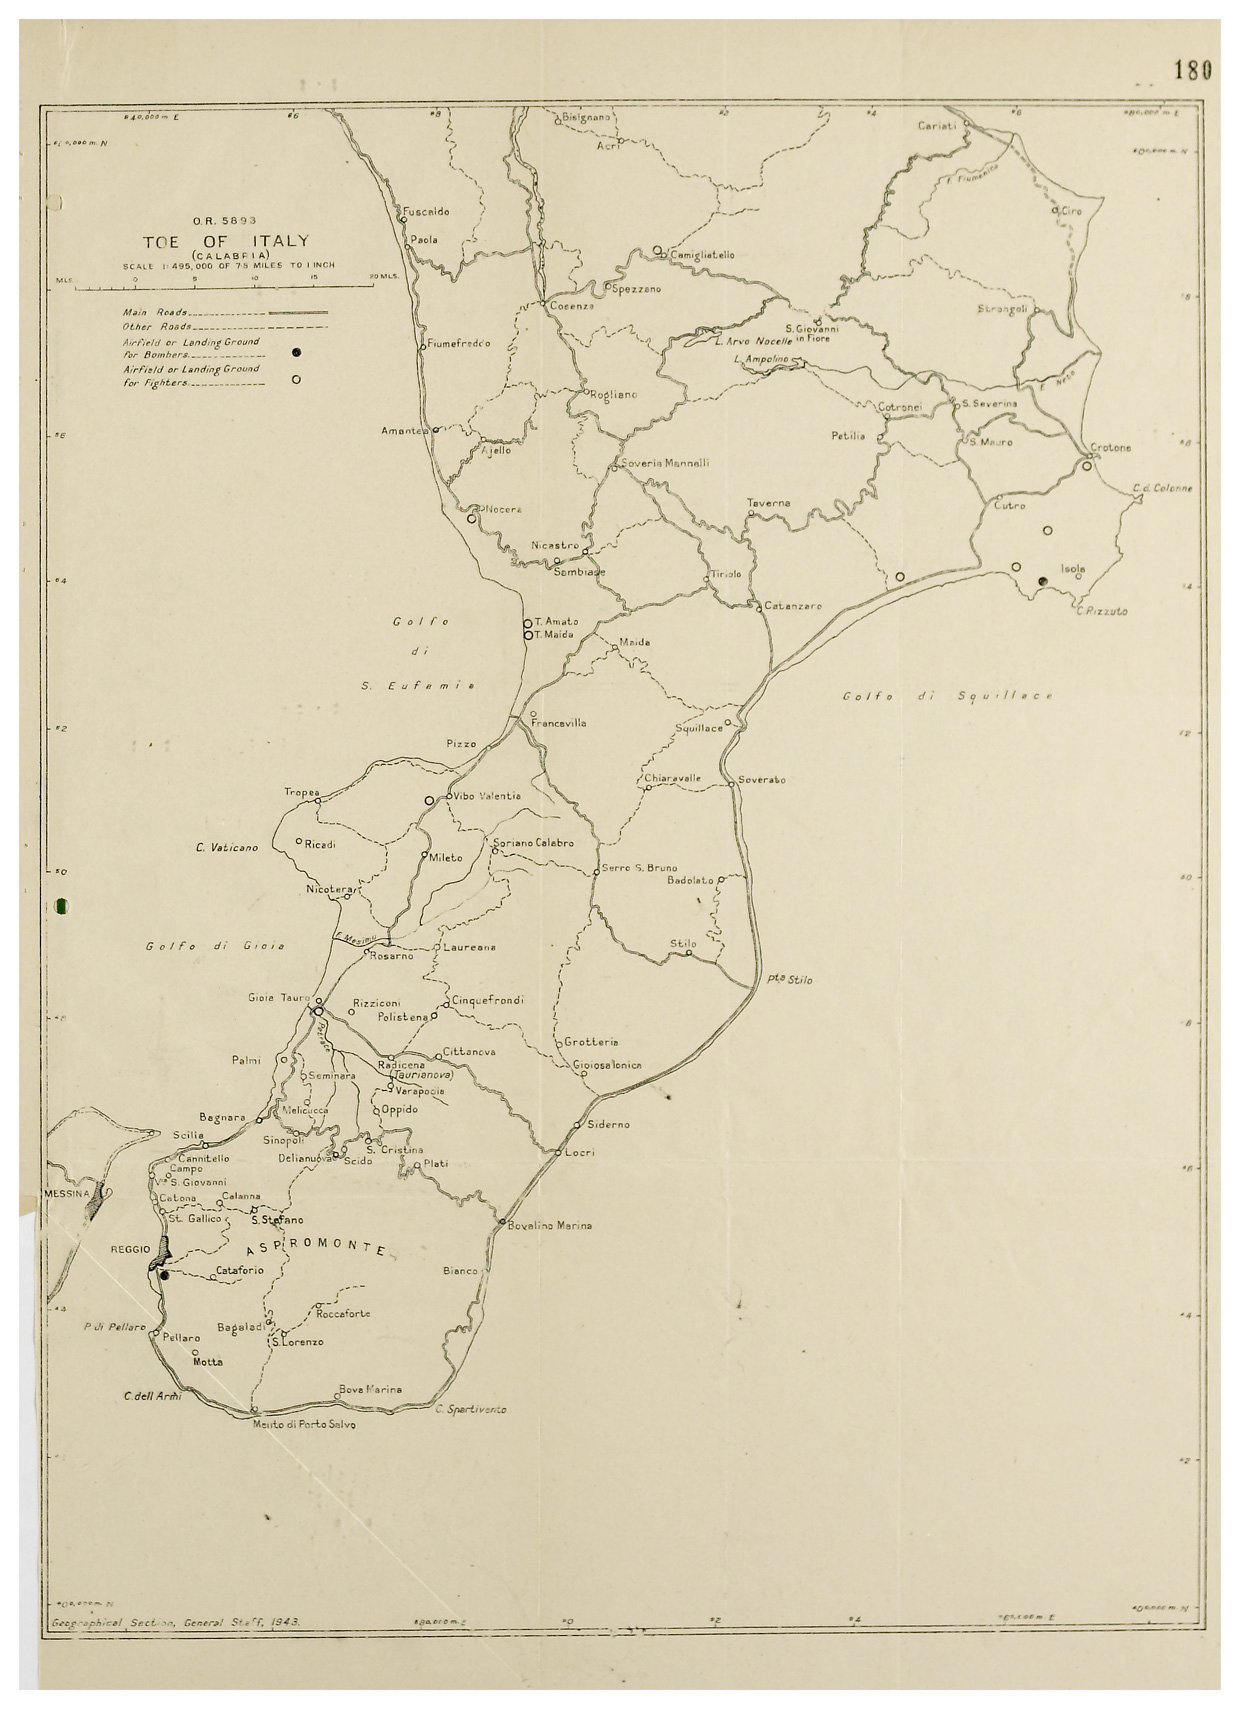 180
O.R. 5893
TOE OF ITALY
(CALABRIA)
SCALE 1:495,000 OF 7·8 MILES TO 1 INCH
MLS.
0
5
10
15
20 MLS.
Main Roads
Other Roads
Airfield or Landing Ground
for Bombers
Airfield or Landing Ground
for Fighters
Bisignano
Acri
Cariati
F. Fiumenica
Ciro
Fuscaldo
Paola
Camigliatello
Spezzano
Cosenza
Strongoli
S. Giovanni
in Fiore
L. Arvo Nocelle
L. Ampolino
Fiumefreddo
F. Neto
Rogliano
Cotronei
S. Severina
Amantea
Ajello
Petilia
S. Mauro
Crotone
Soveria Mannelli
C. d. Colonne
Nocera
Taverna
Cutro
Nicastro
Sambiase
Tiriolo
Isola
Catanzaro
C. Rizzuto
Golfo
di
S. Eufemia
T. Amato
T. Maida
Maida
Golfo di Squillace
Francavilla
Squillace
Pizzo
Chiaravalle
Soverato
Tropea
Vibo Valentia
C. Vaticano
Ricadi
Mileto
Soriano Calabro
Serra S. Bruno
Badolato
Nicotera
Golfo di Gioia
F. Mesima
Rosarno
Laureana
Stilo
pta Stilo
Gioia Tauro
Rizziconi
Polistena
Cinquefrondi
Petrace
Grotteria
Palmi
Radicena
(Taurianova)
Cittanova
Gioiosa Ionica
Seminara
Varapodia
Melicucca
Oppido
Bagnara
Siderno
Scilla
Sinopoli
Delianuova
Scido
S. Cristina
Plati
Locri
Cannitello
Campo
Va S. Giovanni
MESSINA
Catona
Calanna
St. Gallico
S. Stefano
Bovalino Marina
REGGIO
ASPROMONTE
Cataforio
Bianco
Roccaforte
P. di Pellaro
Pellaro
Bagaladi
S. Lorenzo
Motta
C. dell Armi
Bova Marina
C. Spartivento
Melito di Porto Salvo
Geographical Section, General Staff, 1943.